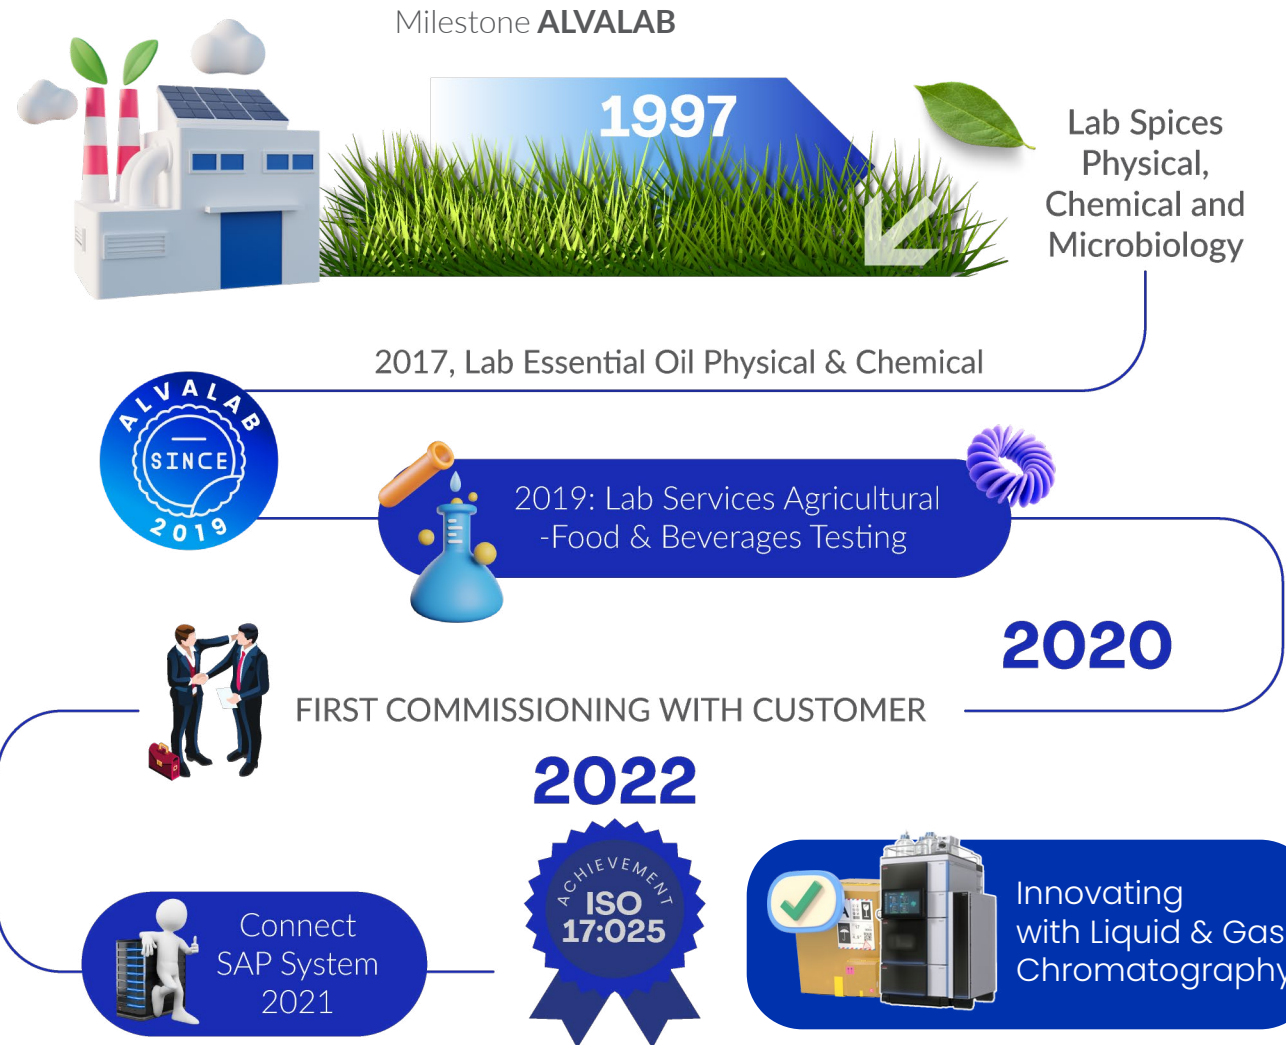 Milestone ALVALAB
1997
Lab Spices
Physical,
Chemical and
Microbiology
2017, Lab Essential Oil Physical & Chemical
ALVALAB
SINCE
2019
2019: Lab Services Agricultural
-Food & Beverages Testing
2020
FIRST COMMISSIONING WITH CUSTOMER
2022
ACHIEVEMENT
ISO
17:025
Connect
SAP System
2021
Innovating
with Liquid & Gas
Chromatography